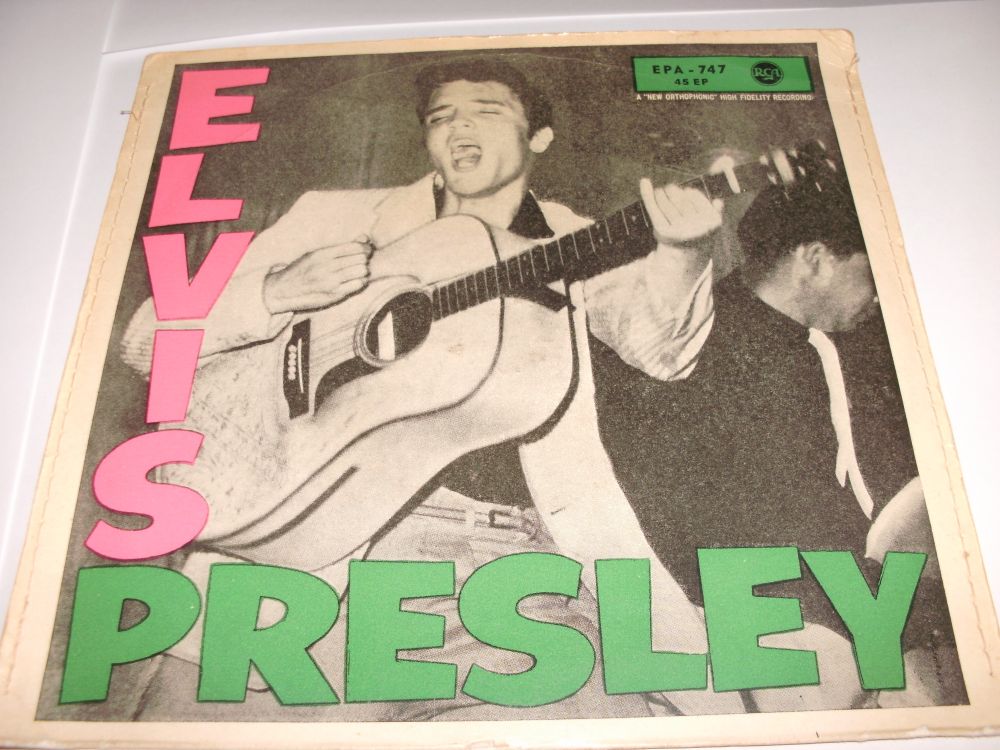 ELVIS
PRESLEY
EPA - 747
45 EP
RCA
A "NEW ORTHOPHONIC" HIGH FIDELITY RECORDING